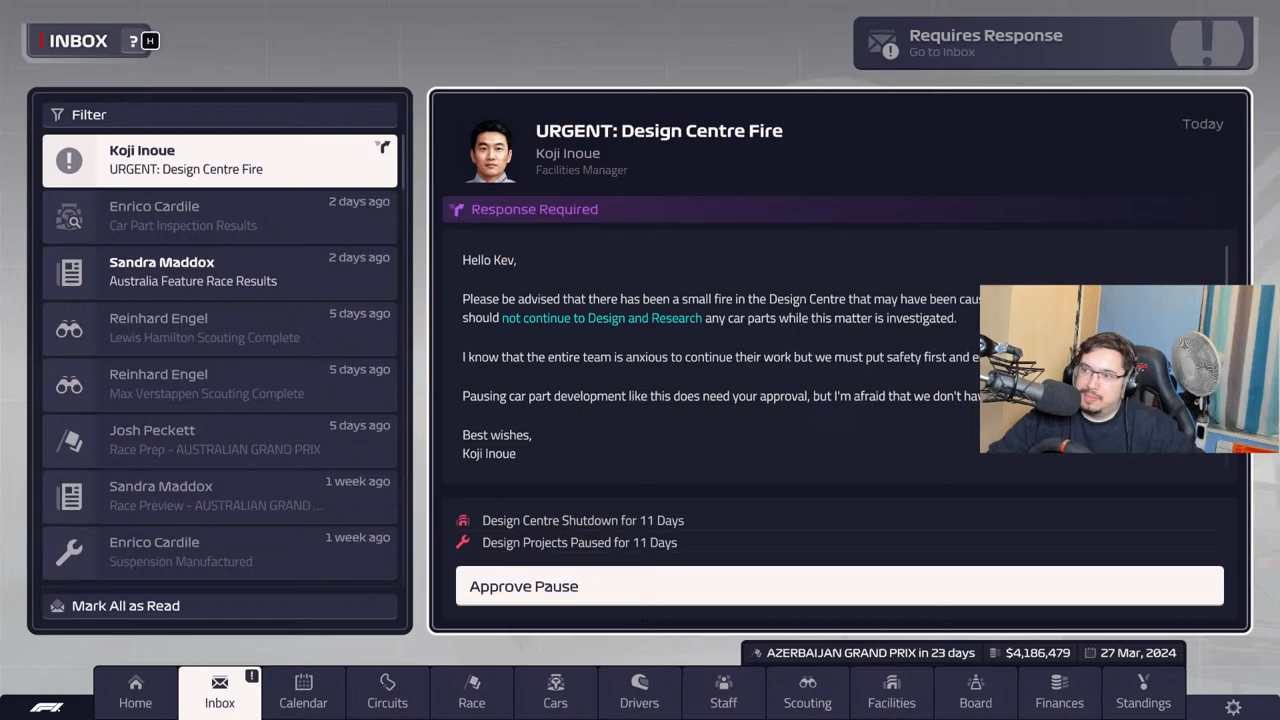 INBOX
? H
Requires Response
Go to Inbox
Filter
Koji Inoue
URGENT: Design Centre Fire
Enrico Cardile
2 days ago
Car Part Inspection Results
Sandra Maddox
2 days ago
Australia Feature Race Results
Reinhard Engel
5 days ago
Lewis Hamilton Scouting Complete
Reinhard Engel
5 days ago
Max Verstappen Scouting Complete
Josh Peckett
5 days ago
Race Prep - AUSTRALIAN GRAND PRIX
Sandra Maddox
1 week ago
Race Preview - AUSTRALIAN GRAND ...
Enrico Cardile
1 week ago
Suspension Manufactured
Mark All as Read
URGENT: Design Centre Fire
Today
Koji Inoue
Facilities Manager
Response Required
Hello Kev,
Please be advised that there has been a small fire in the Design Centre that may have been
should not continue to Design and Research any car parts while this matter is investigated.
I know that the entire team is anxious to continue their work but we must put safety first and
Pausing car part development like this does need your approval, but I'm afraid that we don't
Best wishes,
Koji Inoue
Design Centre Shutdown for 11 Days
Design Projects Paused for 11 Days
Approve Pause
AZERBAIJAN GRAND PRIX in 23 days
$4,186,479
27 Mar, 2024
Home
Inbox
Calendar
Circuits
Race
Cars
Drivers
Staff
Scouting
Facilities
Board
Finances
Standings